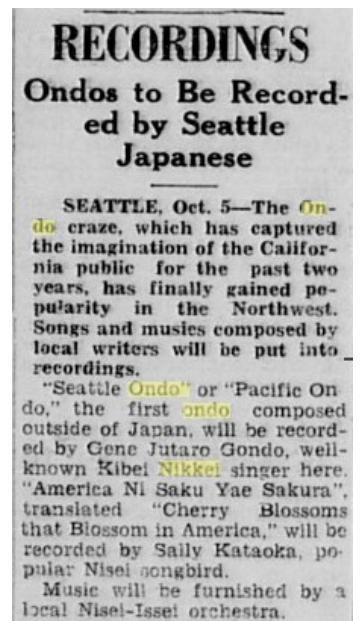 RECORDINGS
Ondos to Be Record-
ed by Seattle
Japanese
SEATTLE, Oct. 5—The On-
do craze, which has captured
the imagination of the Califor-
nia public for the past two
years, has finally gained po-
pularity in the Northwest.
Songs and musics composed by
local writers will be put into
recordings.
"Seattle Ondo" or "Pacific On
do," the first ondo composed
outside of Japan, will be record-
ed by Gene Jutaro Gondo, well-
known Kibei Nikkei singer here.
"America Ni Saku Yae Sakura",
translated "Cherry Blossoms
that Blossom in America," will be
recorded by Sally Kataoka, po-
pular Nisei songbird.
Music will be furnished by a
local Nisei-Issei orchestra.